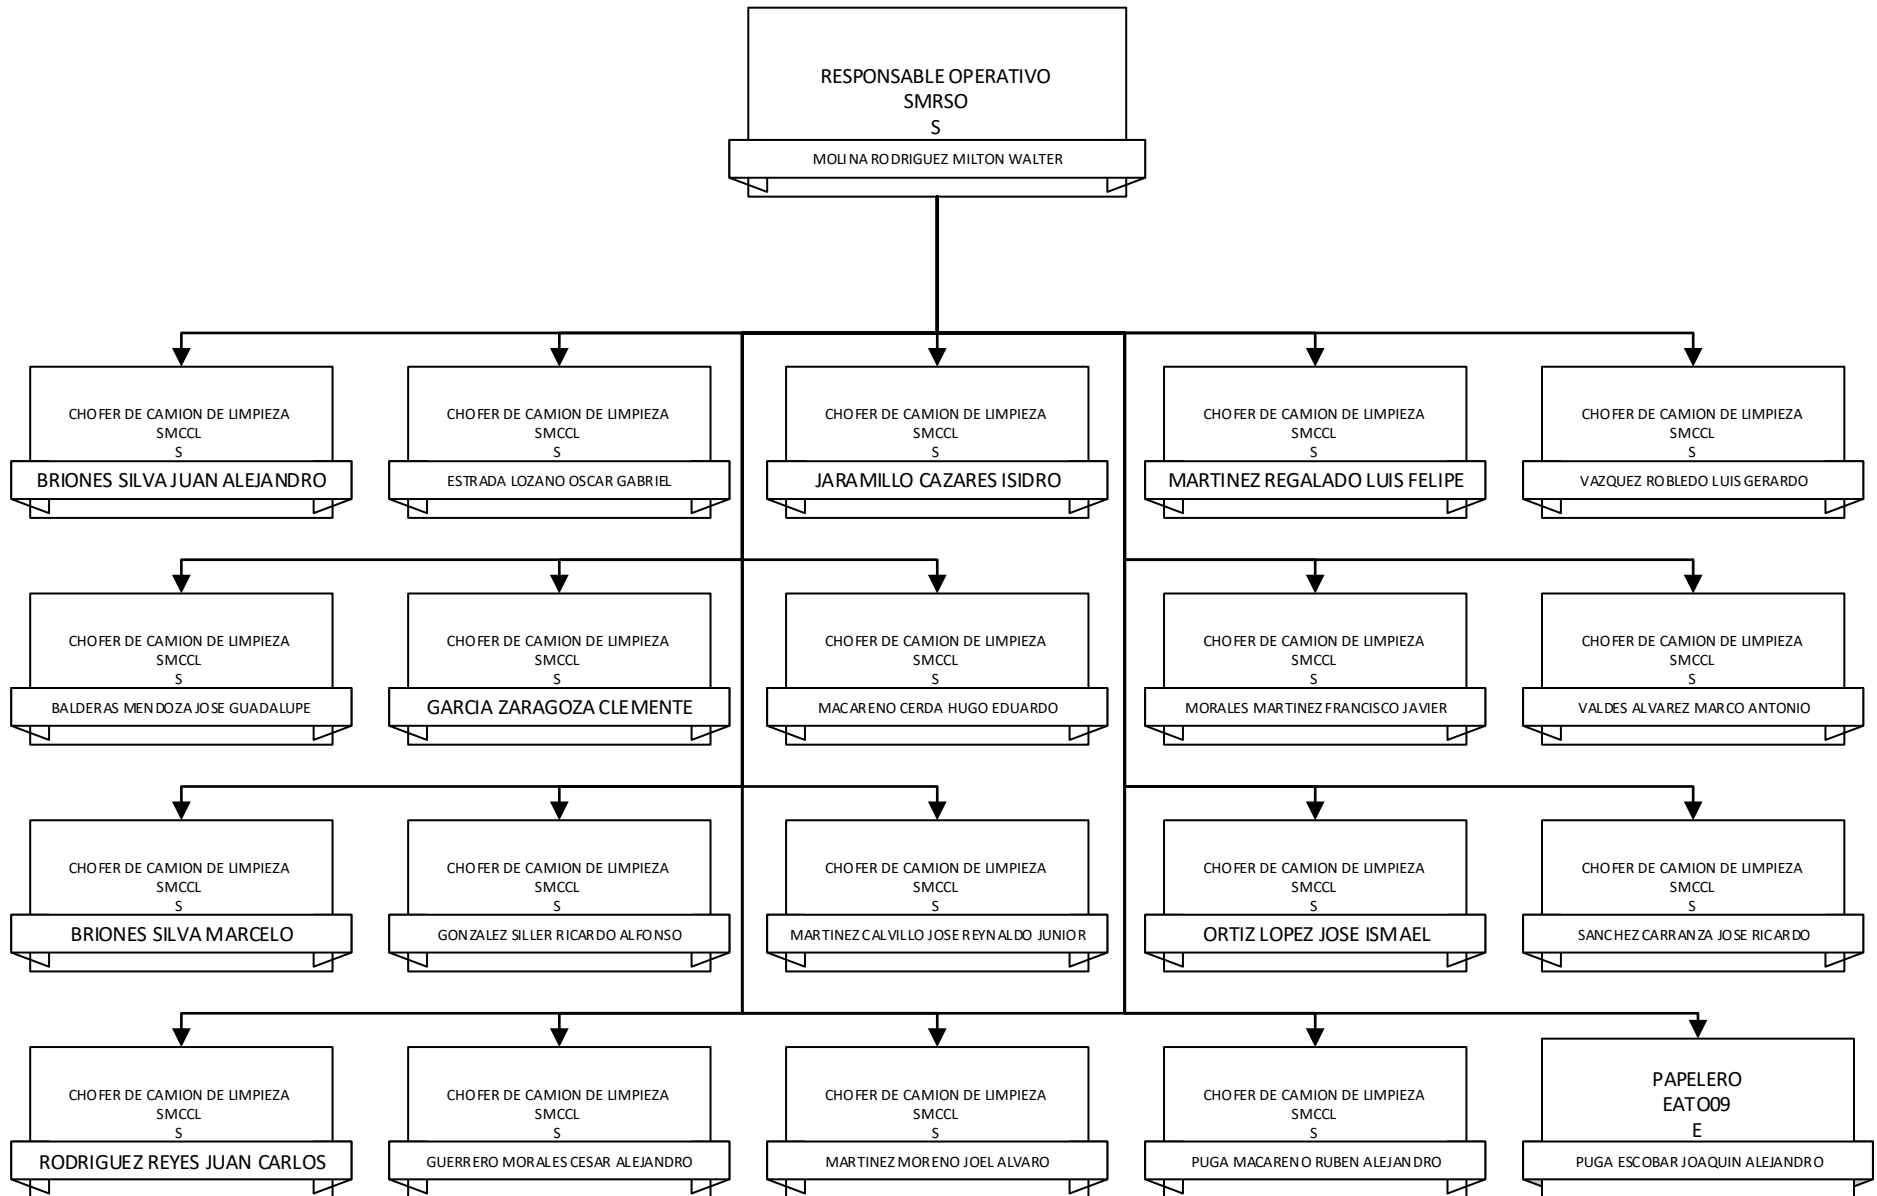 RESPONSABLE OPERATIVO
SMRSO
S
MOLINA RODRIGUEZ MILTON WALTER
CHOFER DE CAMION DE LIMPIEZA
SMCCL
S
BRIONES SILVA JUAN ALEJANDRO
CHOFER DE CAMION DE LIMPIEZA
SMCCL
S
ESTRADA LOZANO OSCAR GABRIEL
CHOFER DE CAMION DE LIMPIEZA
SMCCL
S
JARAMILLO CAZARES ISIDRO
CHOFER DE CAMION DE LIMPIEZA
SMCCL
S
MARTINEZ REGALADO LUIS FELIPE
CHOFER DE CAMION DE LIMPIEZA
SMCCL
S
VAZQUEZ ROBLEDO LUIS GERARDO
CHOFER DE CAMION DE LIMPIEZA
SMCCL
S
BALDERAS MENDOZA JOSE GUADALUPE
CHOFER DE CAMION DE LIMPIEZA
SMCCL
S
GARCIA ZARAGOZA CLEMENTE
CHOFER DE CAMION DE LIMPIEZA
SMCCL
S
MACARENO CERDA HUGO EDUARDO
CHOFER DE CAMION DE LIMPIEZA
SMCCL
S
MORALES MARTINEZ FRANCISCO JAVIER
CHOFER DE CAMION DE LIMPIEZA
SMCCL
S
VALDES ALVAREZ MARCO ANTONIO
CHOFER DE CAMION DE LIMPIEZA
SMCCL
S
BRIONES SILVA MARCELO
CHOFER DE CAMION DE LIMPIEZA
SMCCL
S
GONZALEZ SILLER RICARDO ALFONSO
CHOFER DE CAMION DE LIMPIEZA
SMCCL
S
MARTINEZ CALVILLO JOSE REYNALDO JUNIOR
CHOFER DE CAMION DE LIMPIEZA
SMCCL
S
ORTIZ LOPEZ JOSE ISMAEL
CHOFER DE CAMION DE LIMPIEZA
SMCCL
S
SANCHEZ CARRANZA JOSE RICARDO
CHOFER DE CAMION DE LIMPIEZA
SMCCL
S
RODRIGUEZ REYES JUAN CARLOS
CHOFER DE CAMION DE LIMPIEZA
SMCCL
S
GUERRERO MORALES CESAR ALEJANDRO
CHOFER DE CAMION DE LIMPIEZA
SMCCL
S
MARTINEZ MORENO JOEL ALVARO
CHOFER DE CAMION DE LIMPIEZA
SMCCL
S
PUGA MACARENO RUBEN ALEJANDRO
PAPELERO
EATO09
E
PUGA ESCOBAR JOAQUIN ALEJANDRO